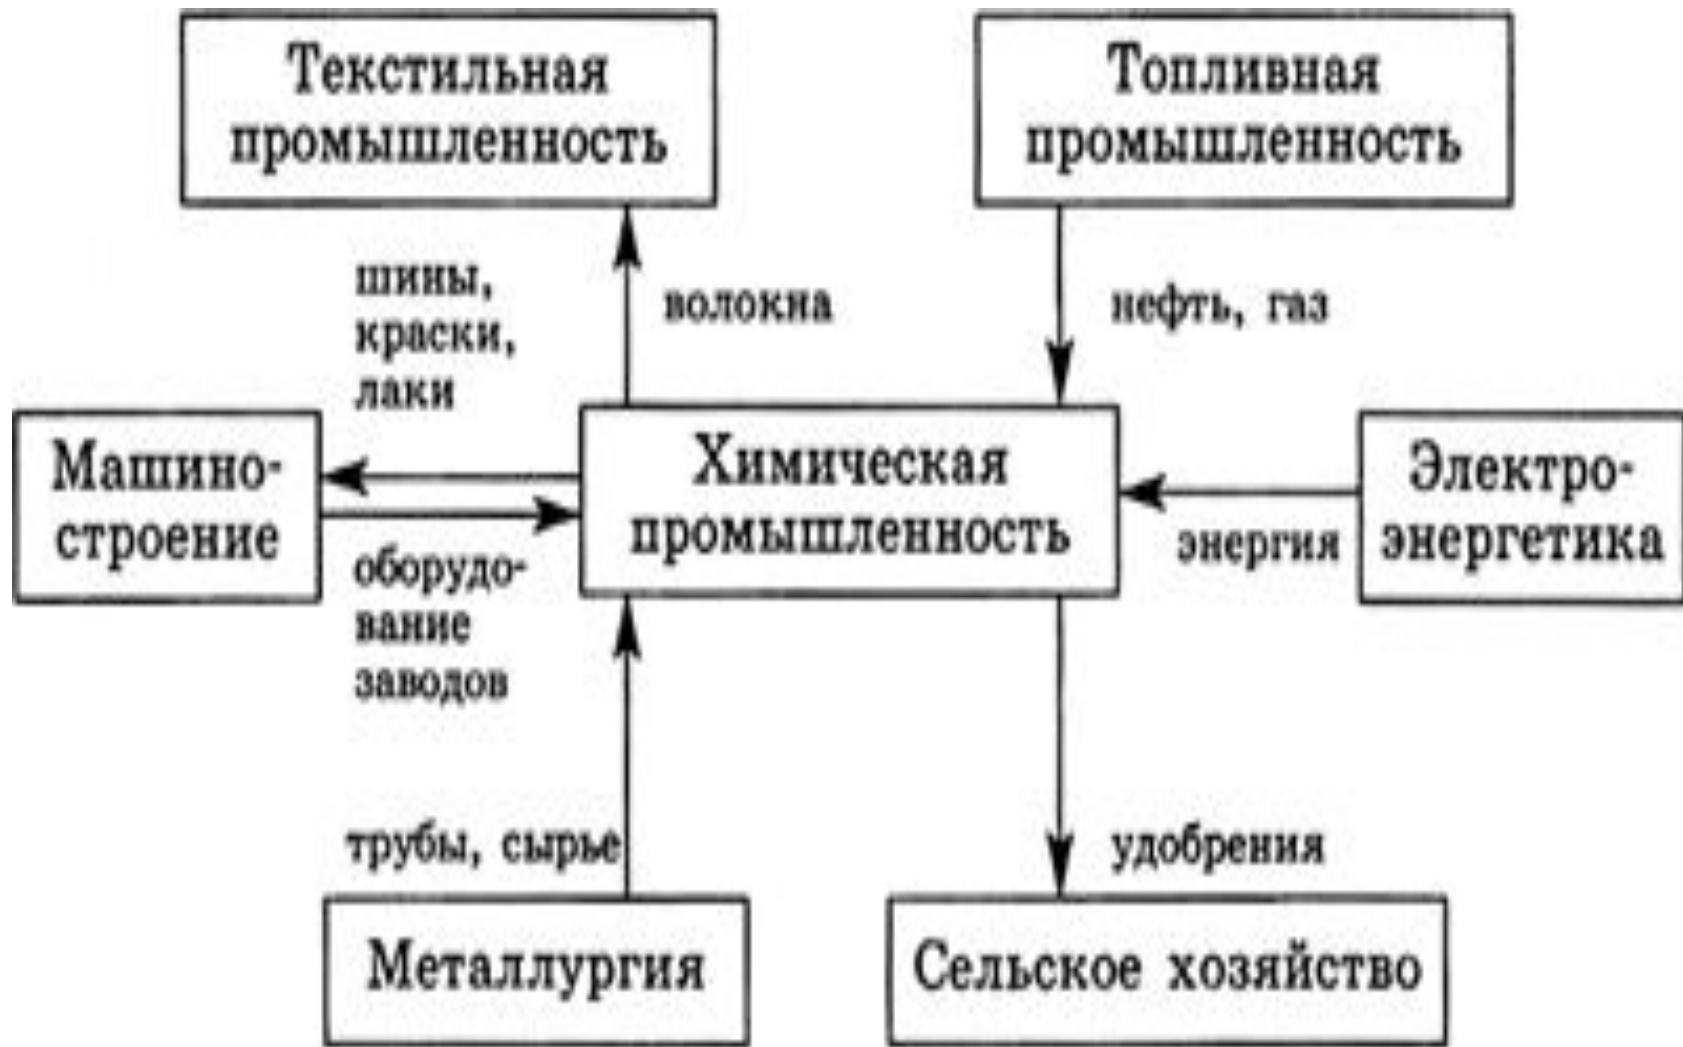 Текстильная
промышленность
Топливная
промышленность
шины,
краски,
лаки
волокна
нефть, газ
Машино-
строение
Химическая
промышленность
Электро-
энергетика
энергия
оборудо-
вание
заводов
трубы, сырье
удобрения
Металлургия
Сельское хозяйство